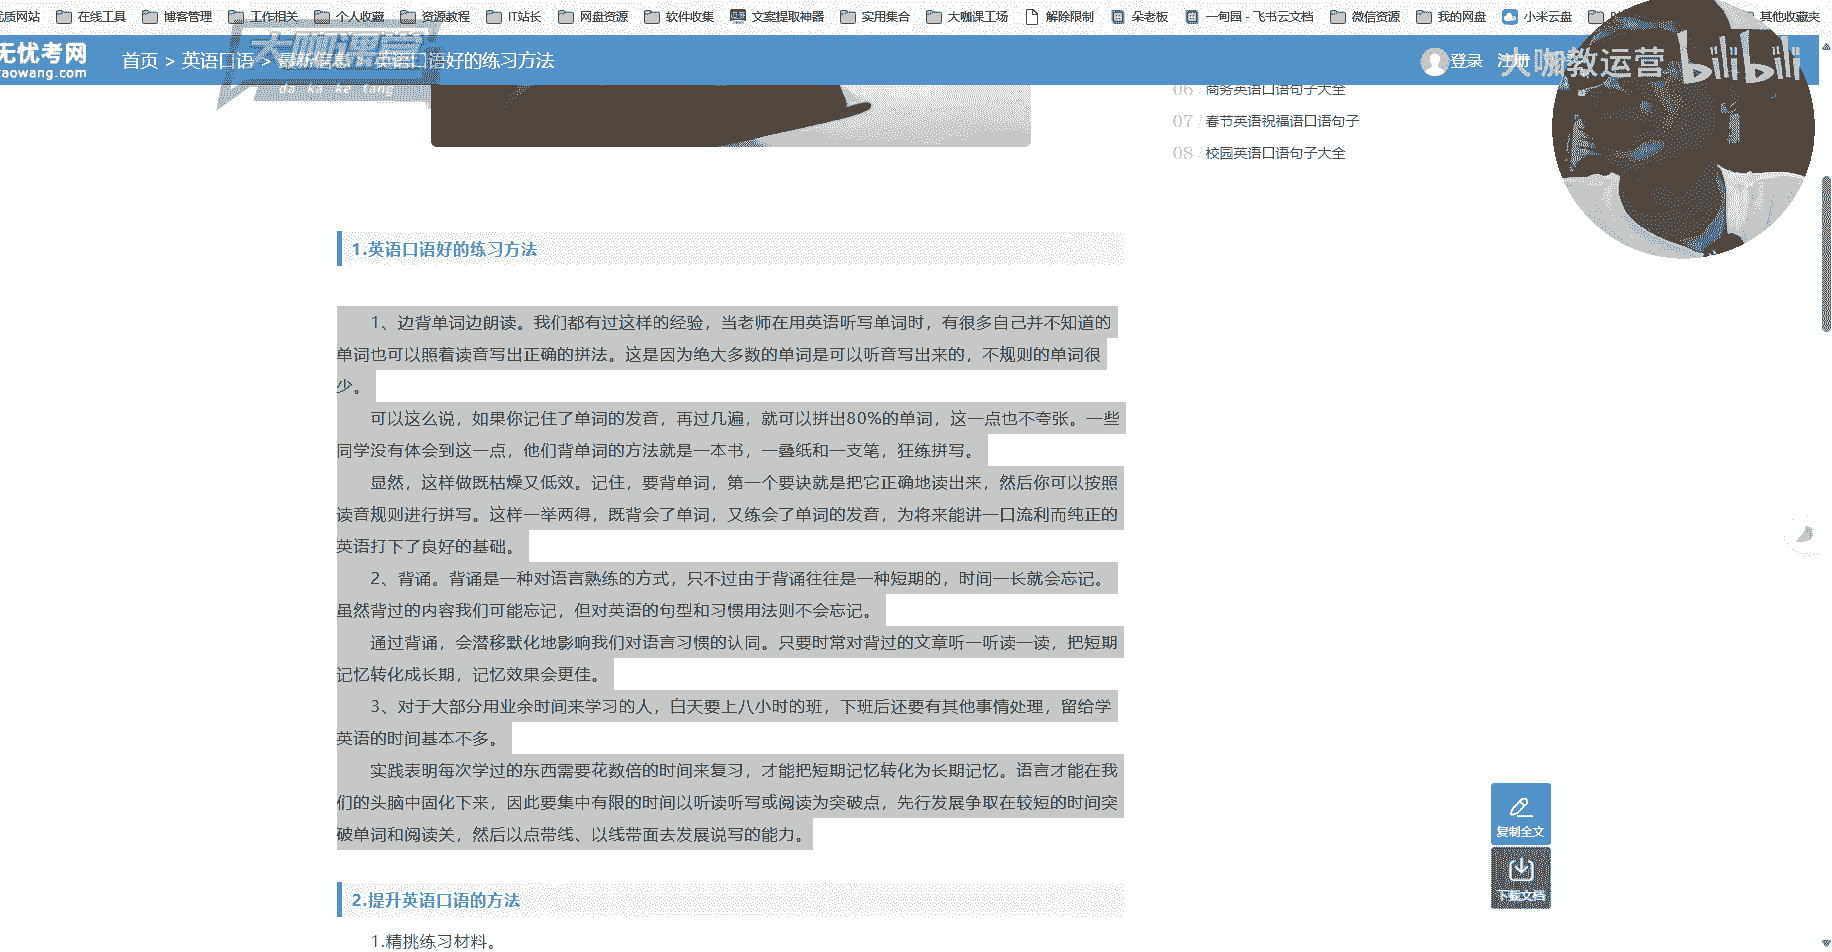 优质网站 在线工具 博客管理 工作相关 个人收藏 资源教程 IT站长 网盘资源 软件收集 文案提取神器 实用集合 大咖课工场 解除限制 朵老板 一甸园 - 飞书云文档 微信资源 我的网盘 小米云盘 其他收藏夹
无忧考网
taowang.com
首页 > 英语口语 > 最新信息 > 英语口语好的练习方法
登录 注册
大咖课堂
da ka ke tang
大咖教运营 bilibili
06 / 商务英语口语句子大全
07 / 春节英语祝福语口语句子
08 / 校园英语口语句子大全
1.英语口语好的练习方法
1、边背单词边朗读。我们都有过这样的经验，当老师在用英语听写单词时，有很多自己并不知道的
单词也可以照着读音写出正确的拼法。这是因为绝大多数的单词是可以听音写出来的，不规则的单词很
少。
可以这么说，如果你记住了单词的发音，再过几遍，就可以拼出80%的单词，这一点也不夸张。一些
同学没有体会到这一点，他们背单词的方法就是一本书，一叠纸和一支笔，狂练拼写。
显然，这样做既枯燥又低效。记住，要背单词，第一个要诀就是把它正确地读出来，然后你可以按照
读音规则进行拼写。这样一举两得，既背会了单词，又练会了单词的发音，为将来能讲一口流利而纯正的
英语打下了良好的基础。
2、背诵。背诵是一种对语言熟练的方式，只不过由于背诵往往是一种短期的，时间一长就会忘记。
虽然背过的内容我们可能忘记，但对英语的句型和习惯用法则不会忘记。
通过背诵，会潜移默化地影响我们对语言习惯的认同。只要时常对背过的文章听一听读一读，把短期
记忆转化成长期，记忆效果会更佳。
3、对于大部分用业余时间来学习的人，白天要上八小时的班，下班后还要有其他事情处理，留给学
英语的时间基本不多。
实践表明每次学过的东西需要花数倍的时间来复习，才能把短期记忆转化为长期记忆。语言才能在我
们的头脑中固化下来，因此要集中有限的时间以听读听写或阅读为突破点，先行发展争取在较短的时间突
破单词和阅读关，然后以点带线、以线带面去发展说写的能力。
复制全文
下载文档
2.提升英语口语的方法
1.精挑练习材料。